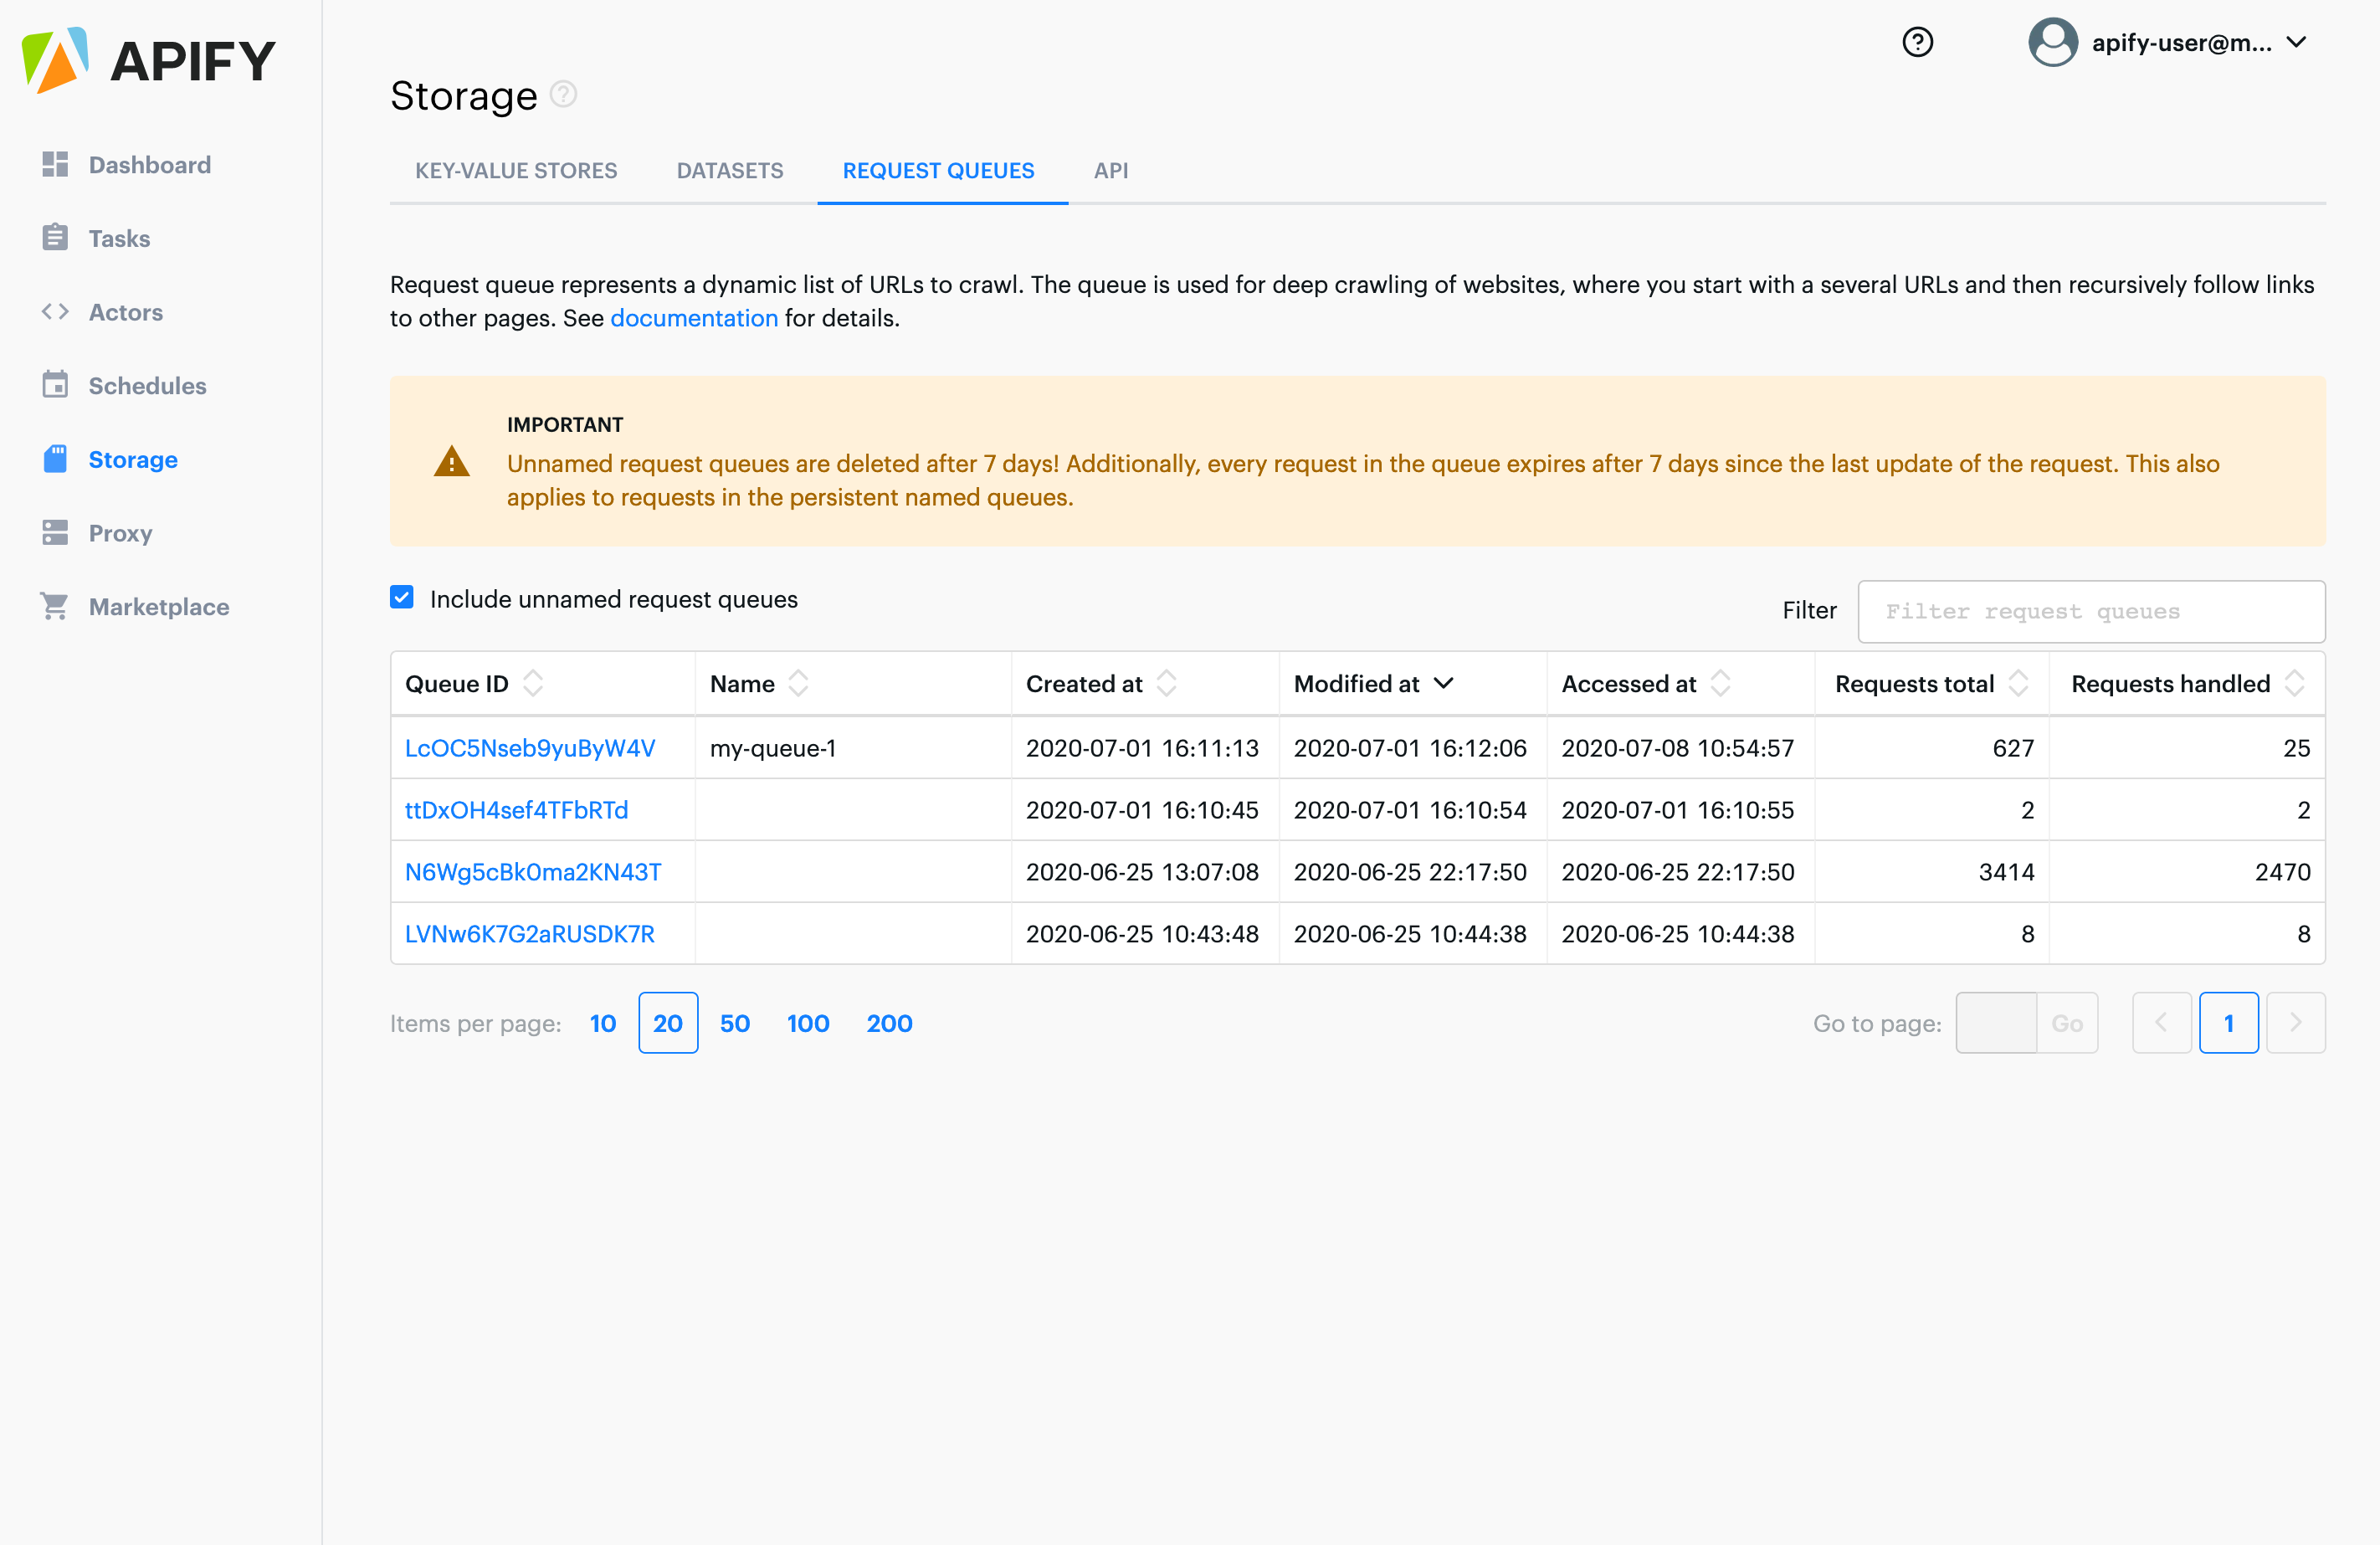 APIFY
apify-user@m...
Storage
Dashboard
Tasks
Actors
Schedules
Storage
Proxy
Marketplace
KEY-VALUE STORES DATASETS REQUEST QUEUES API
Request queue represents a dynamic list of URLs to crawl. The queue is used for deep crawling of websites, where you start with a several URLs and then recursively follow links
to other pages. See documentation for details.
IMPORTANT
Unnamed request queues are deleted after 7 days! Additionally, every request in the queue expires after 7 days since the last update of the request. This also
applies to requests in the persistent named queues.
Include unnamed request queues
Filter Filter request queues
Queue ID Name Created at Modified at Accessed at Requests total Requests handled
LcOC5Nseb9yuByW4V my-queue-1 2020-07-01 16:11:13 2020-07-01 16:12:06 2020-07-08 10:54:57 627 25
ttDxOH4sef4TFbRTd 2020-07-01 16:10:45 2020-07-01 16:10:54 2020-07-01 16:10:55 2 2
N6Wg5cBk0ma2KN43T 2020-06-25 13:07:08 2020-06-25 22:17:50 2020-06-25 22:17:50 3414 2470
LVNw6K7G2aRUSDK7R 2020-06-25 10:43:48 2020-06-25 10:44:38 2020-06-25 10:44:38 8 8
Items per page: 10 20 50 100 200
Go to page: Go 1